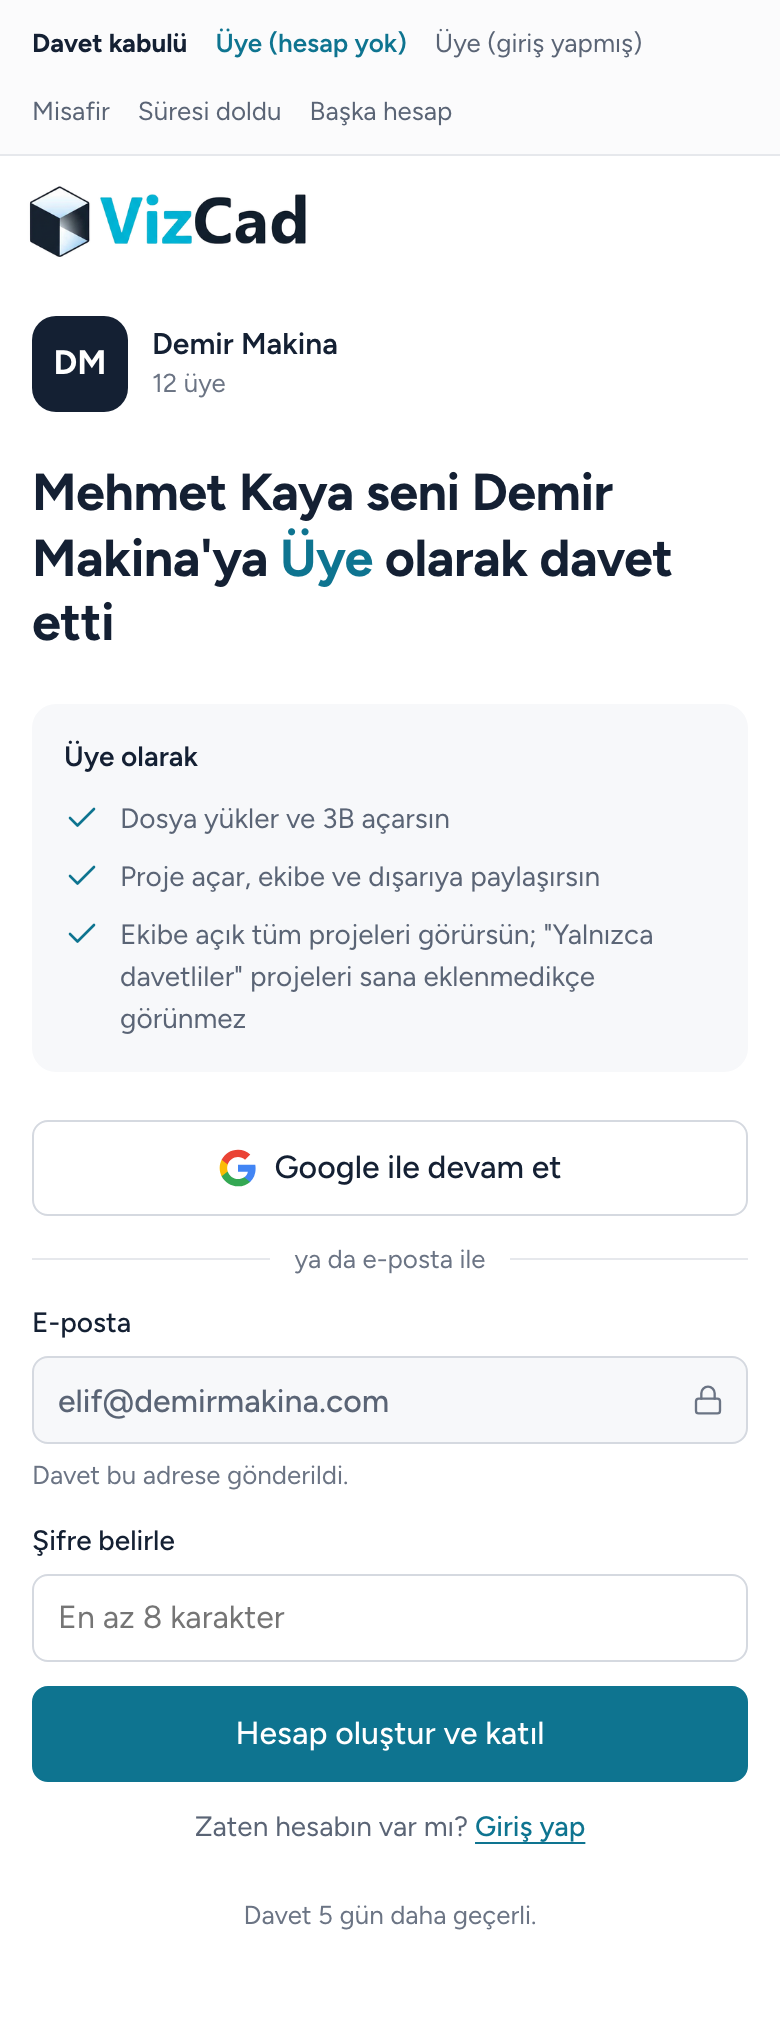 Davet kabulü Üye (hesap yok) Üye (giriş yapmış)
Misafir Süresi doldu Başka hesap
VizCad
DM
Demir Makina
12 üye
Mehmet Kaya seni Demir
Makina'ya Üye olarak davet
etti
Üye olarak
Dosya yükler ve 3B açarsın
Proje açar, ekibe ve dışarıya paylaşırsın
Ekibe açık tüm projeleri görürsün; "Yalnızca
davetliler" projeleri sana eklenmedikçe
görünmez
Google ile devam et
ya da e-posta ile
E-posta
elif@demirmakina.com
Davet bu adrese gönderildi.
Şifre belirle
En az 8 karakter
Hesap oluştur ve katıl
Zaten hesabın var mı? Giriş yap
Davet 5 gün daha geçerli.